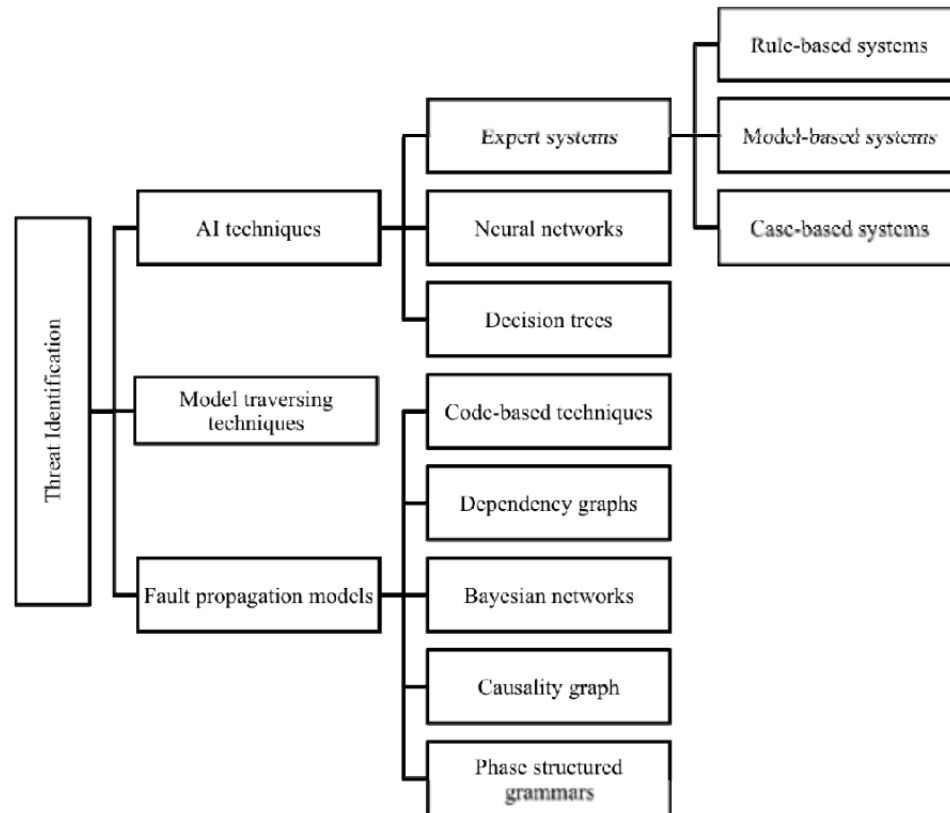 Rule-based systems
Expert systems
Model-based systems
AI techniques
Neural networks
Case-based systems
Decision trees
Threat Identification
Model traversing
techniques
Code-based techniques
Dependency graphs
Fault propagation models
Bayesian networks
Causality graph
Phase structured
grammars